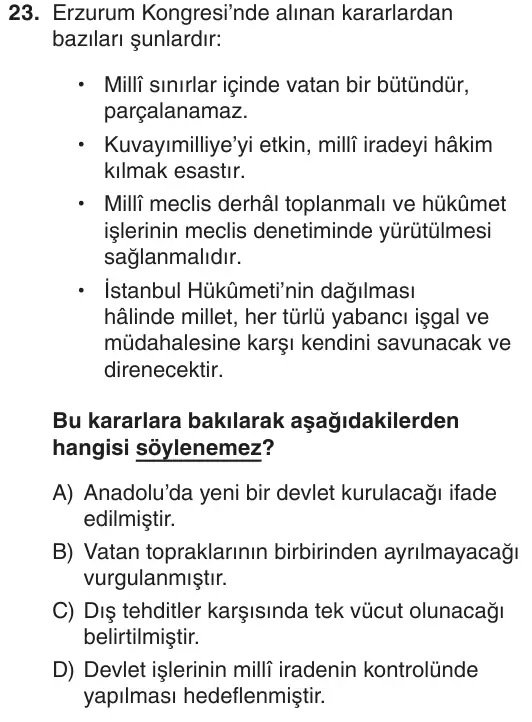 23. Erzurum Kongresi’nde alınan kararlardan
bazıları şunlardır:
• Millî sınırlar içinde vatan bir bütündür,
parçalanamaz.
• Kuvayımilliye’yi etkin, millî iradeyi hâkim
kılmak esastır.
• Millî meclis derhâl toplanmalı ve hükûmet
işlerinin meclis denetiminde yürütülmesi
sağlanmalıdır.
• İstanbul Hükûmeti’nin dağılması
hâlinde millet, her türlü yabancı işgal ve
müdahalesine karşı kendini savunacak ve
direnecektir.
Bu kararlara bakılarak aşağıdakilerden
hangisi söylenemez?
A) Anadolu’da yeni bir devlet kurulacağı ifade
edilmiştir.
B) Vatan topraklarının birbirinden ayrılmayacağı
vurgulanmıştır.
C) Dış tehditler karşısında tek vücut olunacağı
belirtilmiştir.
D) Devlet işlerinin millî iradenin kontrolünde
yapılması hedeflenmiştir.